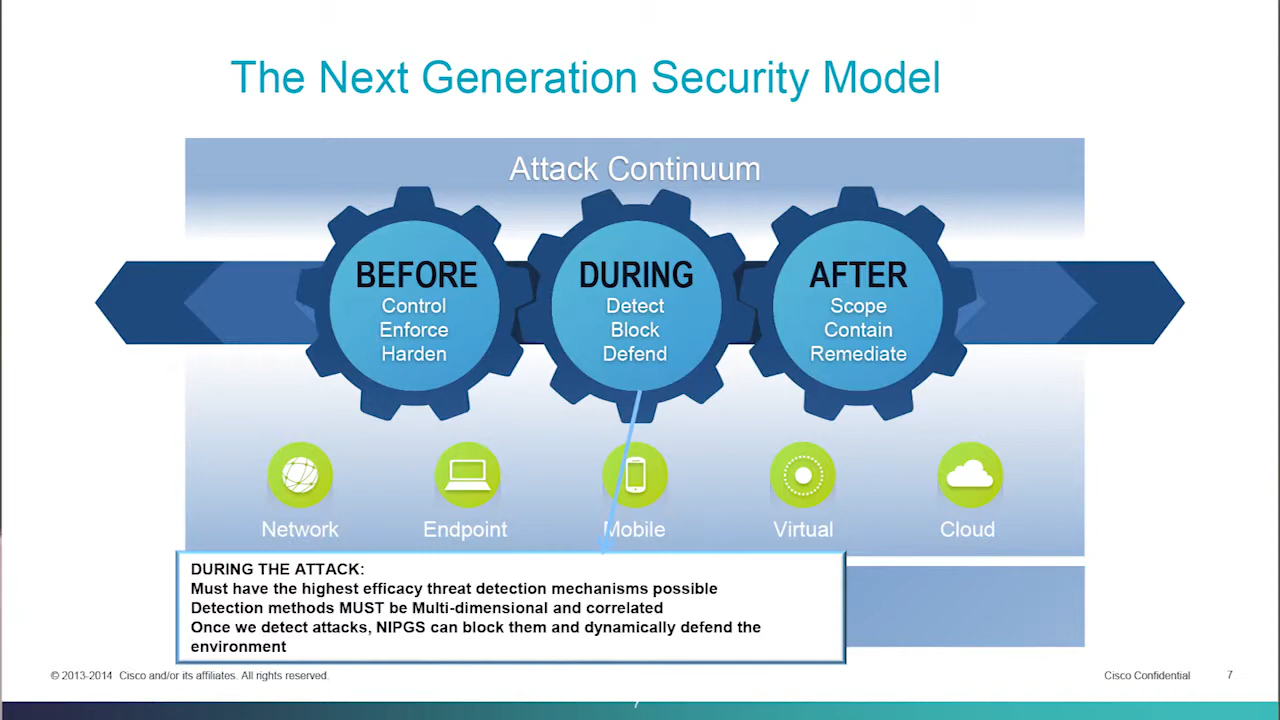 The Next Generation Security Model
Attack Continuum
BEFORE
Control
Enforce
Harden
DURING
Detect
Block
Defend
AFTER
Scope
Contain
Remediate
Network
Endpoint
Mobile
Virtual
Cloud
DURING THE ATTACK:
Must have the highest efficacy threat detection mechanisms possible
Detection methods MUST be Multi-dimensional and correlated
Once we detect attacks, NIPGS can block them and dynamically defend the
environment
© 2013-2014 Cisco and/or its affiliates. All rights reserved.
Cisco Confidential
7
7